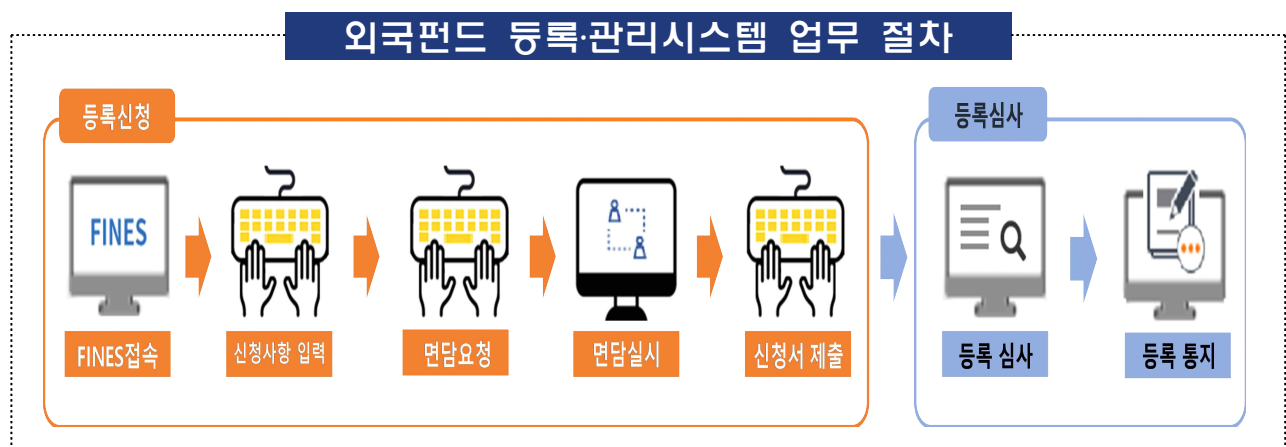 외국펀드 등록·관리시스템 업무 절차
등록신청
등록심사
FINES
FINES접속
신청사항 입력
면담요청
면담실시
신청서 제출
등록 심사
등록 통지